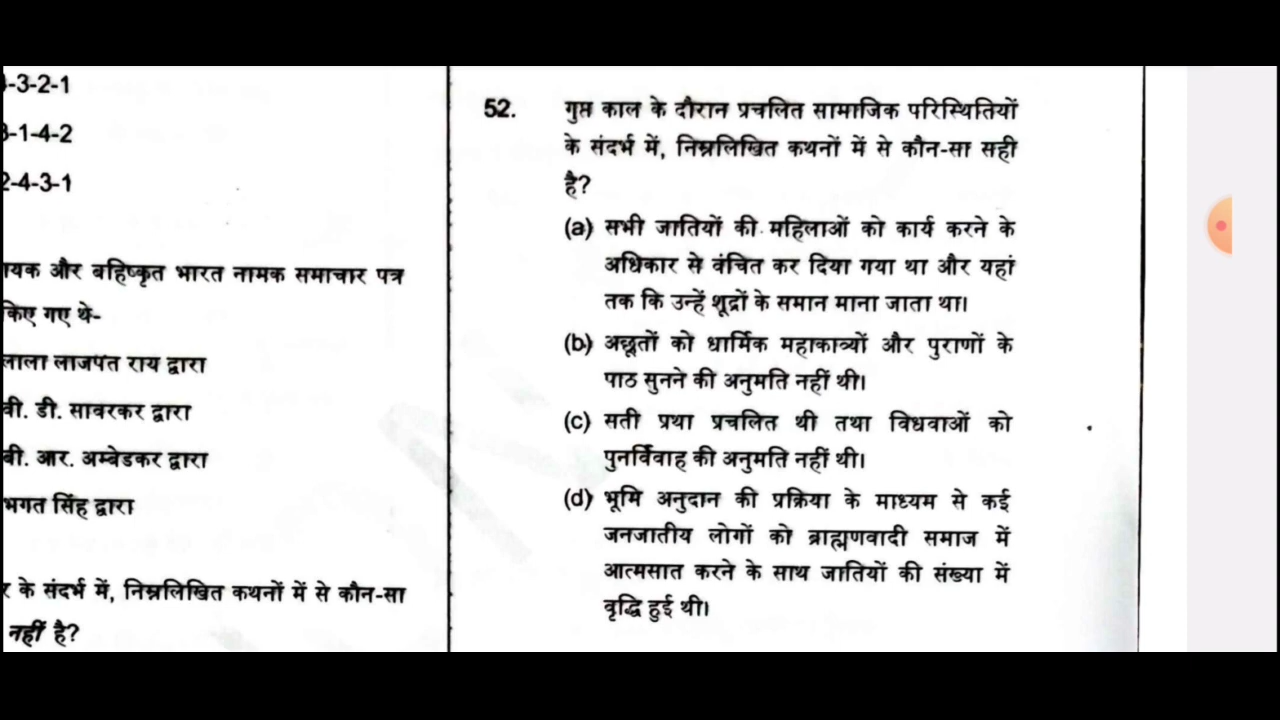 -3-2-1
-1-4-2
2-4-3-1
यक और बहिष्कृत भारत नामक समाचार पत्र
किए गए थे-
लाला लाजपत राय द्वारा
वी. डी. सावरकर द्वारा
बी. आर. अम्बेडकर द्वारा
भगत सिंह द्वारा
के संदर्भ में, निम्नलिखित कथनों में से कौन-सा
नहीं है?
52. गुप्त काल के दौरान प्रचलित सामाजिक परिस्थितियों
के संदर्भ में, निम्नलिखित कथनों में से कौन-सा सही
है?
(a) सभी जातियों की महिलाओं को कार्य करने के
अधिकार से वंचित कर दिया गया था और यहां
तक कि उन्हें शूद्रों के समान माना जाता था।
(b) अछूतों को धार्मिक महाकाव्यों और पुराणों के
पाठ सुनने की अनुमति नहीं थी।
(c) सती प्रथा प्रचलित थी तथा विधवाओं को
पुनर्विवाह की अनुमति नहीं थी।
(d) भूमि अनुदान की प्रक्रिया के माध्यम से कई
जनजातीय लोगों को ब्राह्मणवादी समाज में
आत्मसात करने के साथ जातियों की संख्या में
वृद्धि हुई थी।